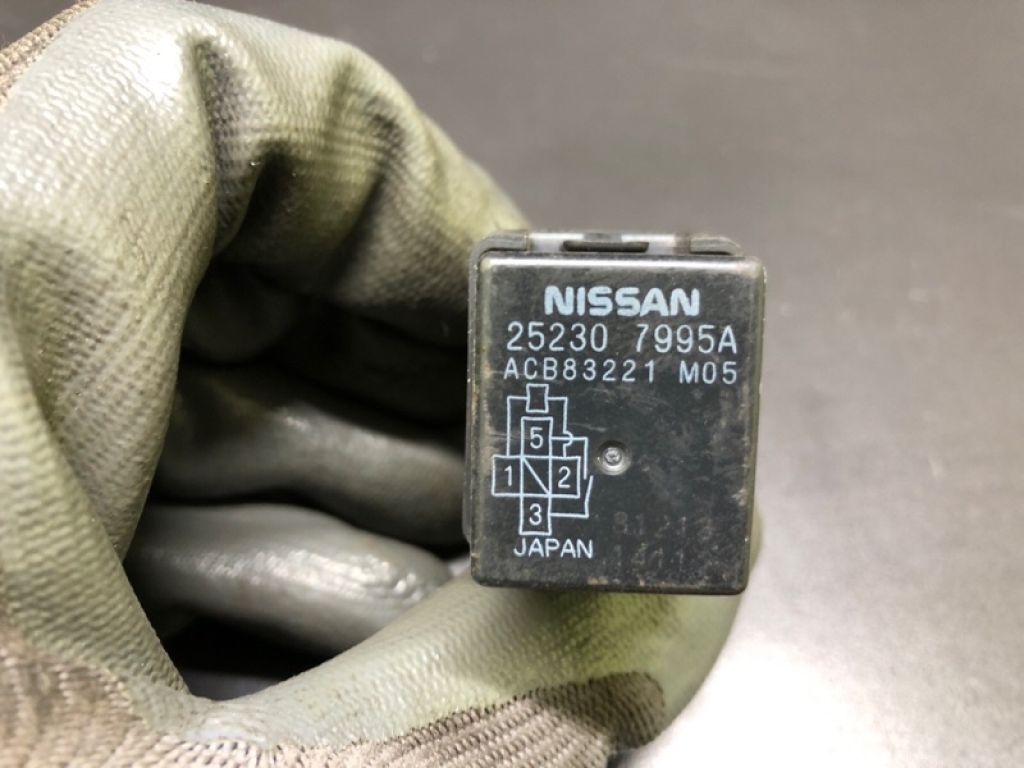 NISSAN
25230 7995A
ACB83221 M05
5
1 2
3
JAPAN